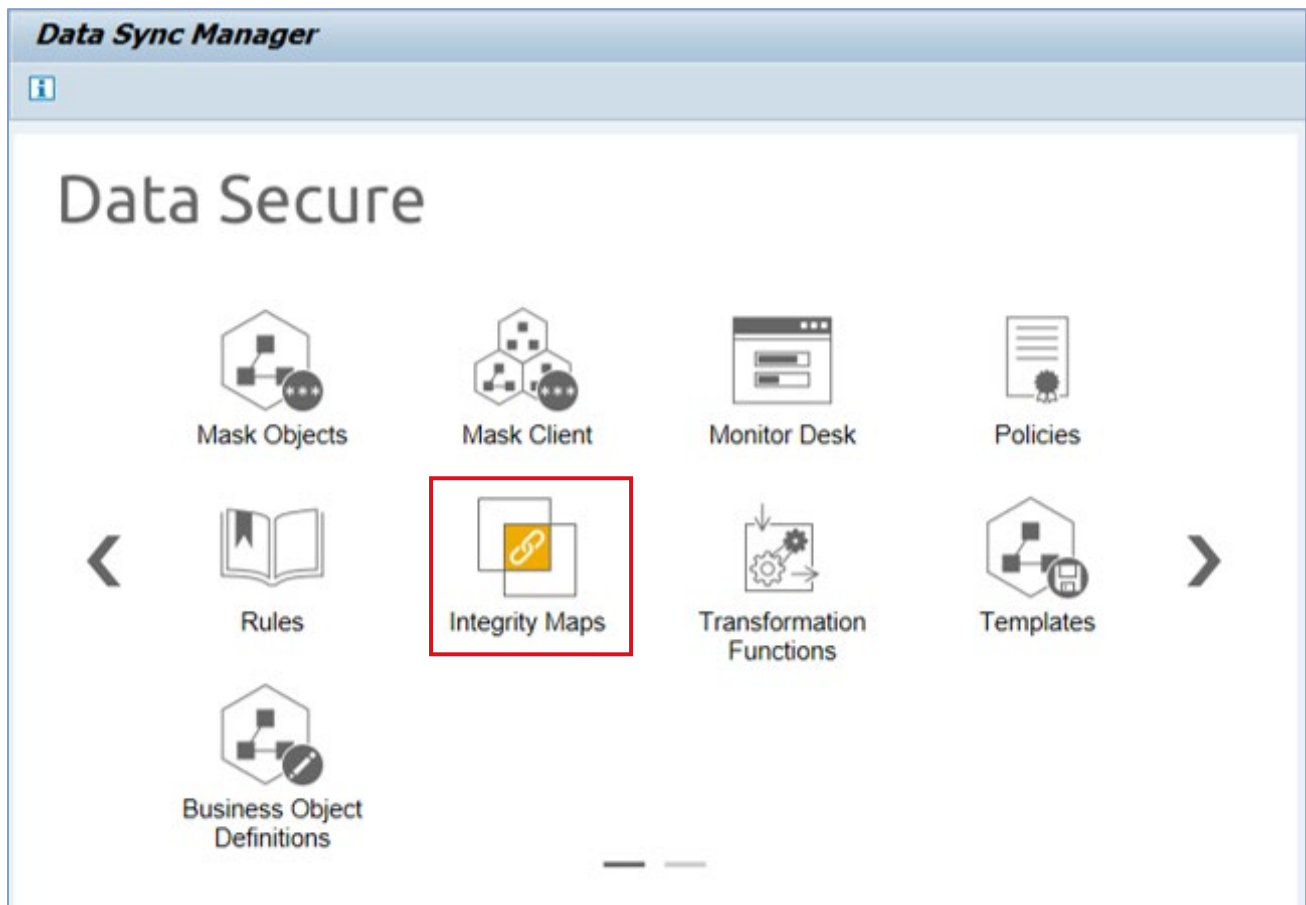 Data Sync Manager
Data Secure
Mask Objects
Mask Client
Monitor Desk
Policies
Rules
Integrity Maps
Transformation
Functions
Templates
Business Object
Definitions